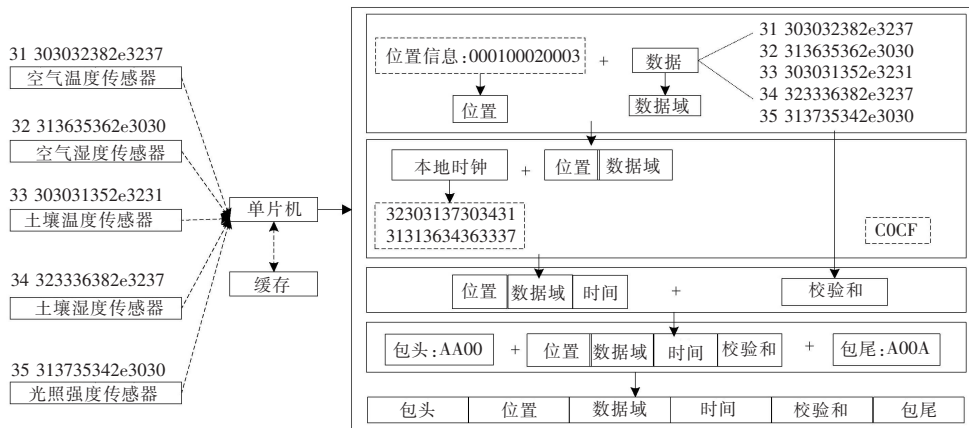 31 303032382e3237
空气温度传感器
32 313635362e3030
空气湿度传感器
33 303031352e3231
土壤温度传感器
34 323336382e3237
土壤湿度传感器
35 313735342e3030
光照强度传感器
单片机
缓存
位置信息:000100020003 + 数据
位置
数据域
31 303032382e3237
32 313635362e3030
33 303031352e3231
34 323336382e3237
35 313735342e3030
本地时钟 + 位置 数据域
32303137303431
31313634363337
C0CF
位置 数据域 时间 + 校验和
包头:AA00 + 位置 数据域 时间 校验和 + 包尾:A00A
包头 位置 数据域 时间 校验和 包尾